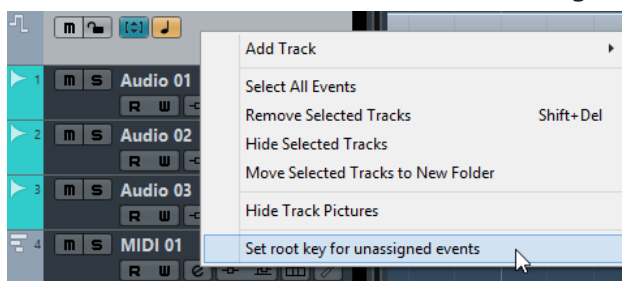 m
Add Track
1 m S Audio 01
Select All Events
R W
Remove Selected Tracks Shift+Del
2 m S Audio 02
Hide Selected Tracks
R W
Move Selected Tracks to New Folder
3 m S Audio 03
Hide Track Pictures
R W
4 m S MIDI 01
Set root key for unassigned events
R W e